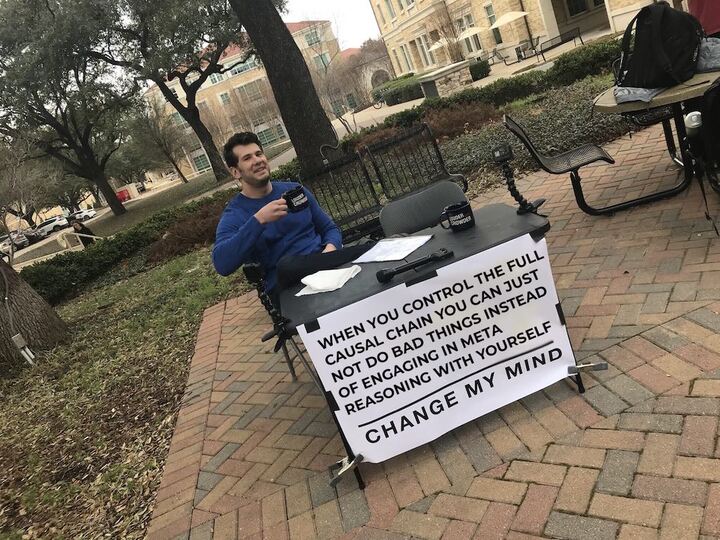 WHEN YOU CONTROL THE FULL
CAUSAL CHAIN YOU CAN JUST
NOT DO BAD THINGS INSTEAD
OF ENGAGING IN META
REASONING WITH YOURSELF
CHANGE MY MIND
CROWDER